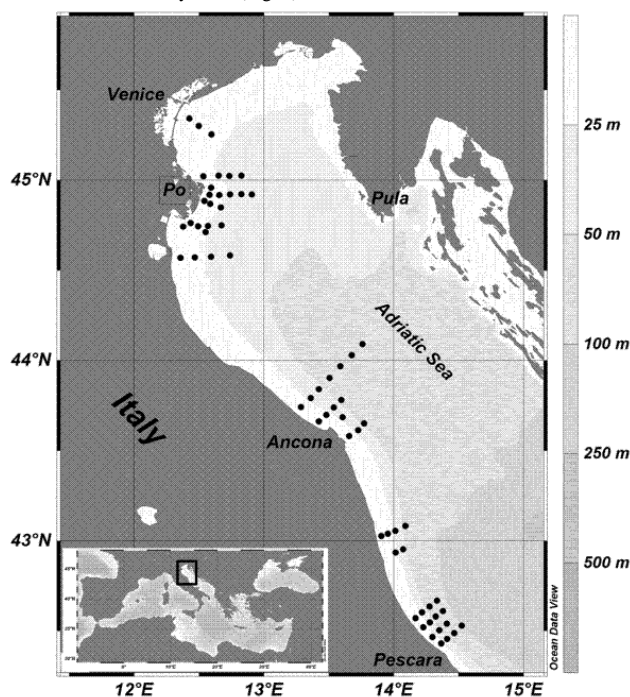 Venice
25 m
45°N
Po
Pula
50 m
Adriatic Sea
100 m
44°N
Italy
Ancona
250 m
43°N
500 m
Pescara
Ocean Data View
12°E
13°E
14°E
15°E